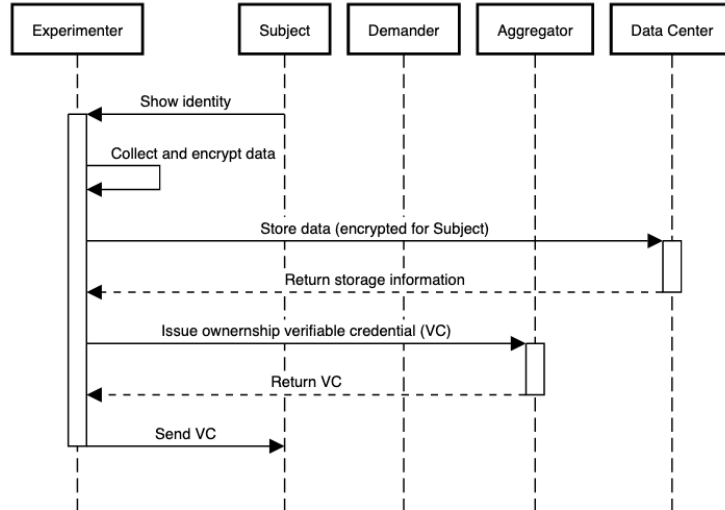 Experimenter
Subject
Demander
Aggregator
Data Center
Show identity
Collect and encrypt data
Store data (encrypted for Subject)
Return storage information
Issue ownership verifiable credential (VC)
Return VC
Send VC